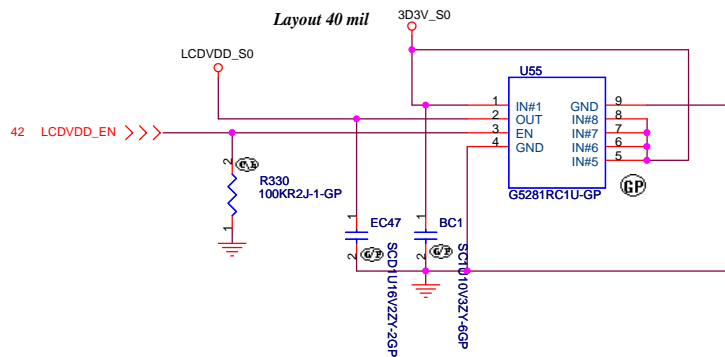 Layout 40 mil
3D3V_S0
LCDVDD_S0
U55
1 IN#1 GND 9
2 OUT IN#8 8
3 EN IN#7 7
4 GND IN#6 6
IN#5 5
G5281RC1U-GP
GP
42 LCDVDD_EN
2
R330
100KR2J-1-GP
1
1 EC47
2 G/P
SCD1U16V2ZY-2GP
1 BC1
2 G/P
SC1U10V3ZY-6GP